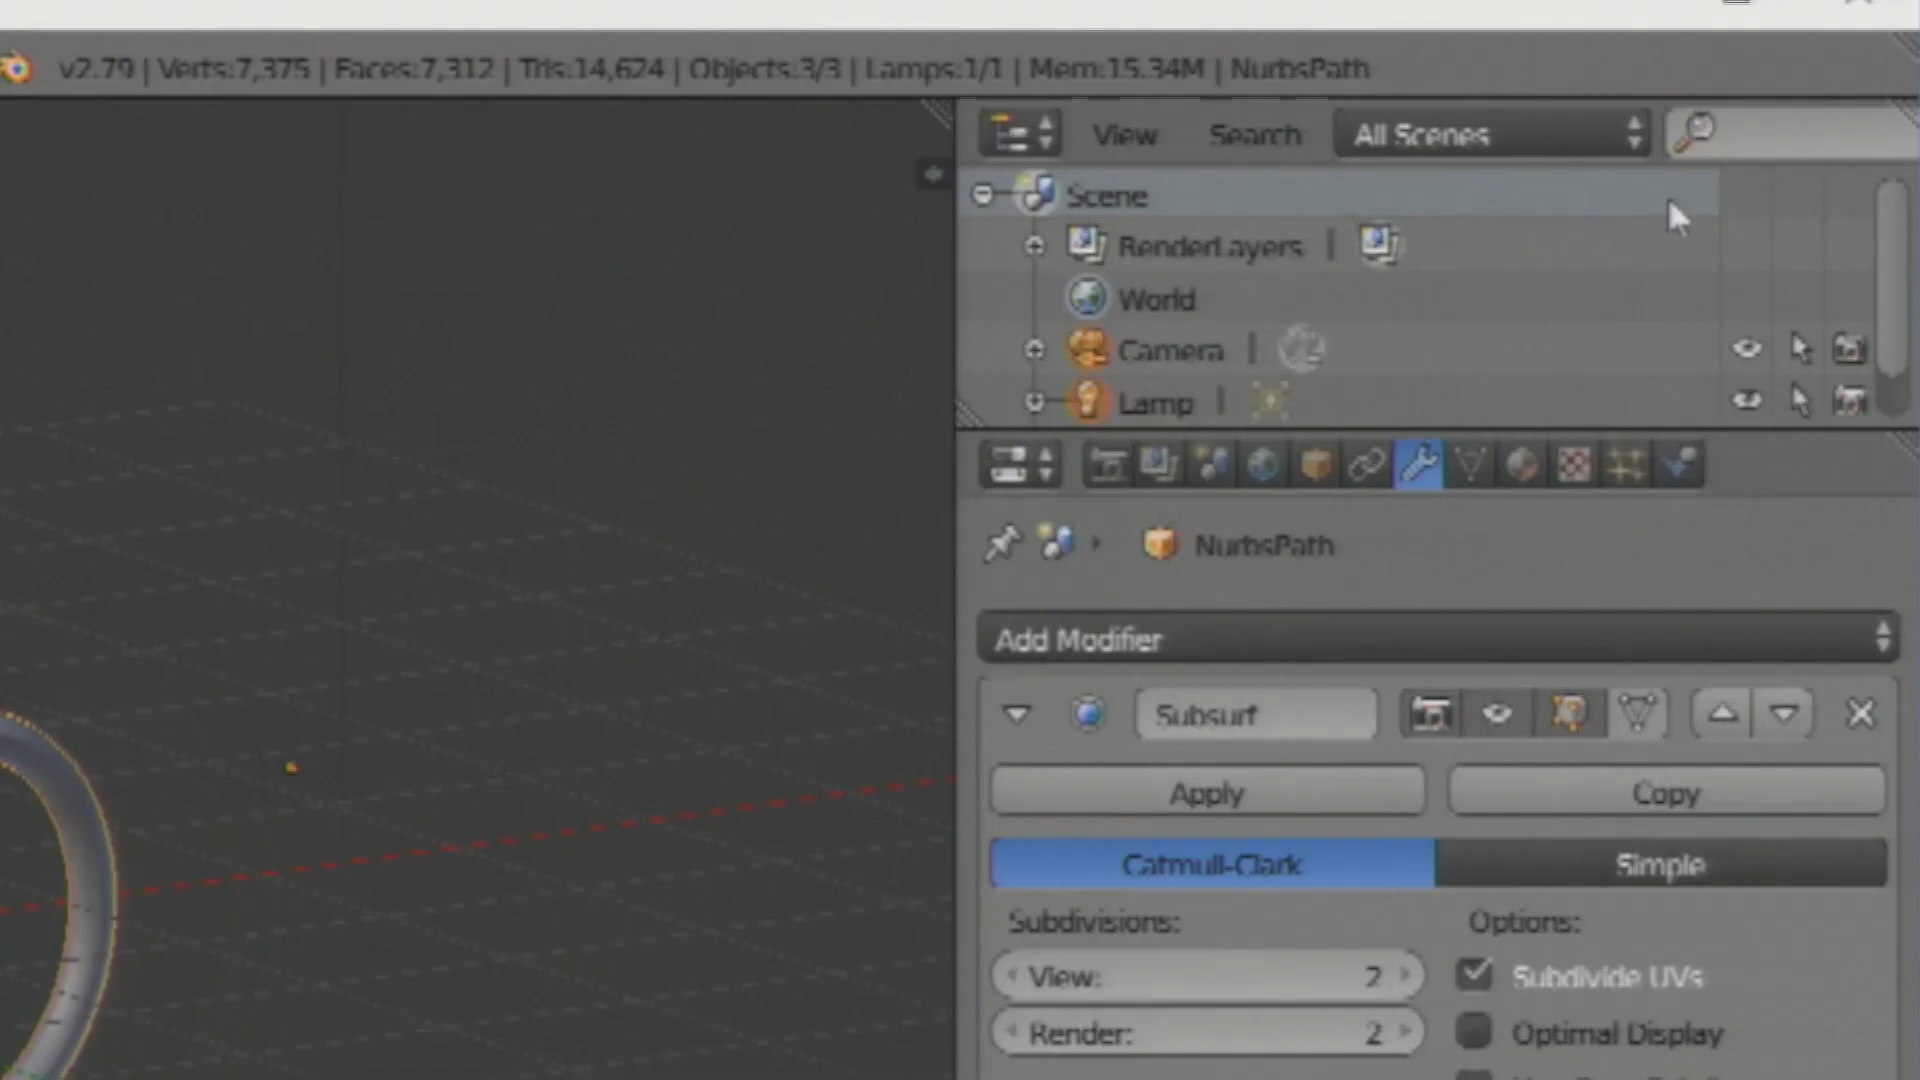 v2.79 | Verts:7,375 | Faces:7,312 | Tris:14,624 | Objects:3/3 | Lamps:1/1 | Mem:15.34M | NurbsPath
View Search All Scenes
Scene
RenderLayers |
World
Camera |
Lamp |
NurbsPath
Add Modifier
Subsurf
Apply Copy
Catmull-Clark Simple
Subdivisions: Options:
View: 2 Subdivide UVs
Render: 2 Optimal Display